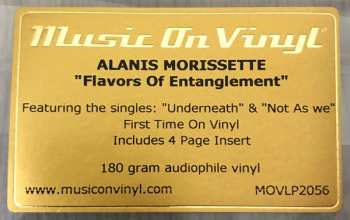 Music On Vinyl
ALANIS MORISSETTE
"Flavors Of Entanglement"
Featuring the singles: "Underneath" & "Not As we"
First Time On Vinyl
Includes 4 Page Insert
180 gram audiophile vinyl
www.musiconvinyl.com MOVLP2056